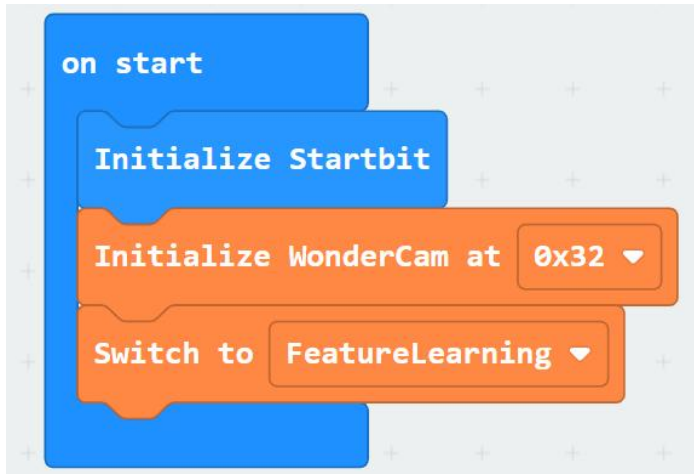 on start
Initialize Startbit
Initialize WonderCam at 0x32
Switch to FeatureLearning